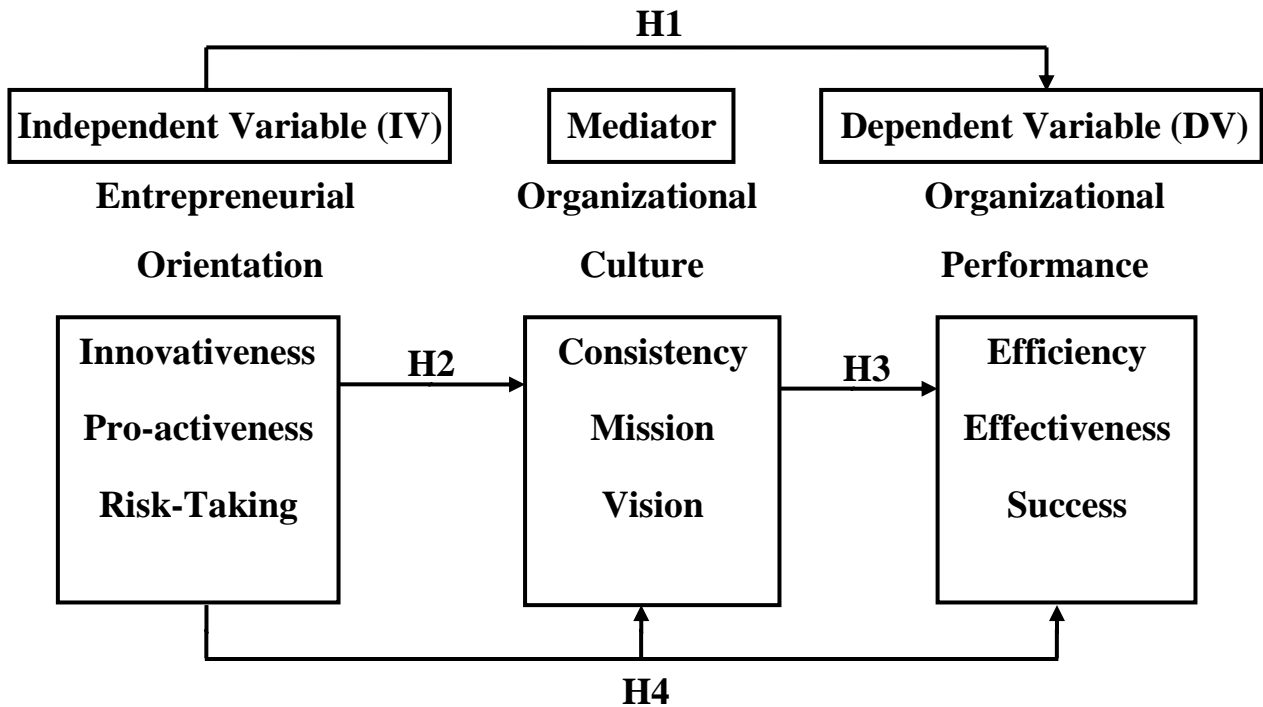 H1
Independent Variable (IV)
Mediator
Dependent Variable (DV)
Entrepreneurial
Orientation
Organizational
Culture
Organizational
Performance
Innovativeness
Pro-activeness
Risk-Taking
H2
Consistency
Mission
Vision
H3
Efficiency
Effectiveness
Success
H4